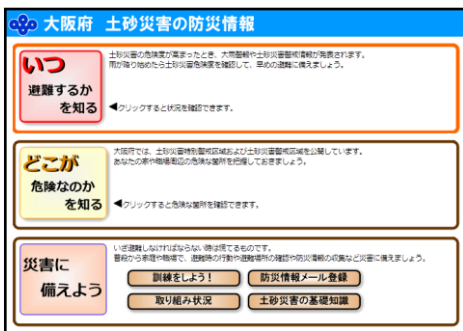 大阪府 土砂災害の防災情報
いつ
避難するか
を知る
土砂災害の危険度が高まったとき、大雨警報や土砂災害警戒情報が発表されます。
雨が降り始めたら土砂災害危険度を確認して、早めの避難に備えましょう。
◀クリックすると状況を確認できます。
どこが
危険なのか
を知る
大阪府では、土砂災害特別警戒区域および土砂災害警戒区域を公開しています。
あなたの家や職場周辺の危険な箇所を把握しておきましょう。
◀クリックすると危険な箇所を確認できます。
災害に
備えよう
いざ避難しなければならない時は慌てるものです。
普段から家庭や職場で、避難時の行動や避難場所の確認や防災情報の収集など災害に備えましょう。
訓練をしよう！ 防災情報メール登録
取り組み状況 土砂災害の基礎知識